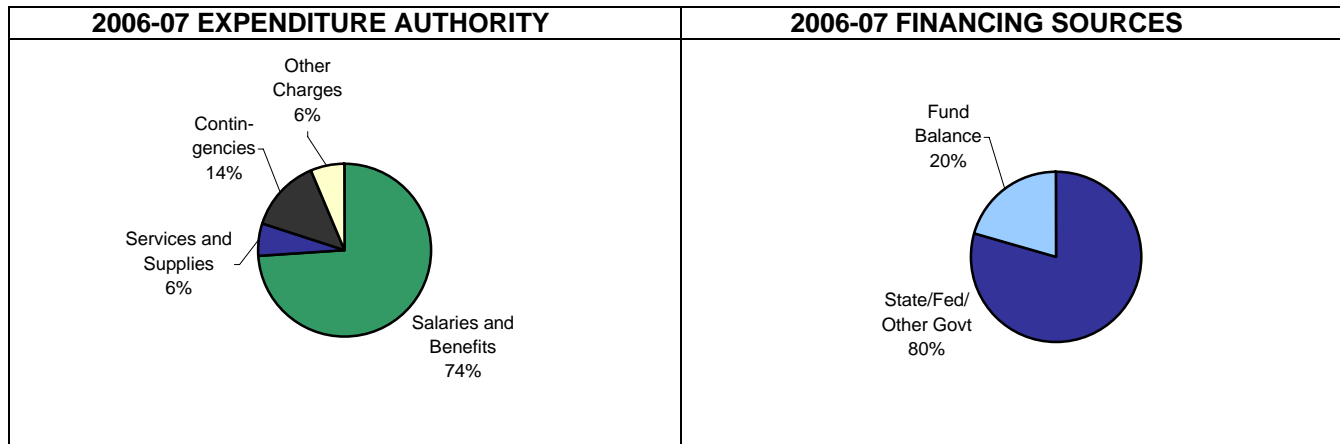 2006-07 EXPENDITURE AUTHORITY
2006-07 FINANCING SOURCES
Other
Charges
6%
Contin-
gencies
14%
Services and
Supplies
6%
Salaries and
Benefits
74%
Fund
Balance
20%
State/Fed/
Other Govt
80%